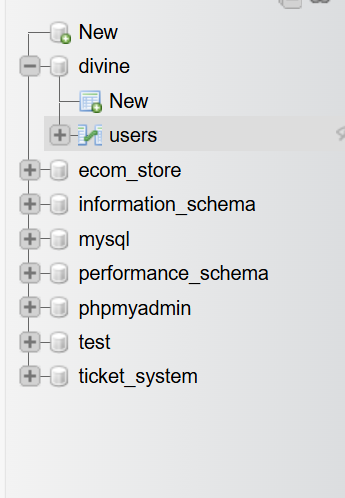 New
divine
New
users
ecom_store
information_schema
mysql
performance_schema
phpmyadmin
test
ticket_system